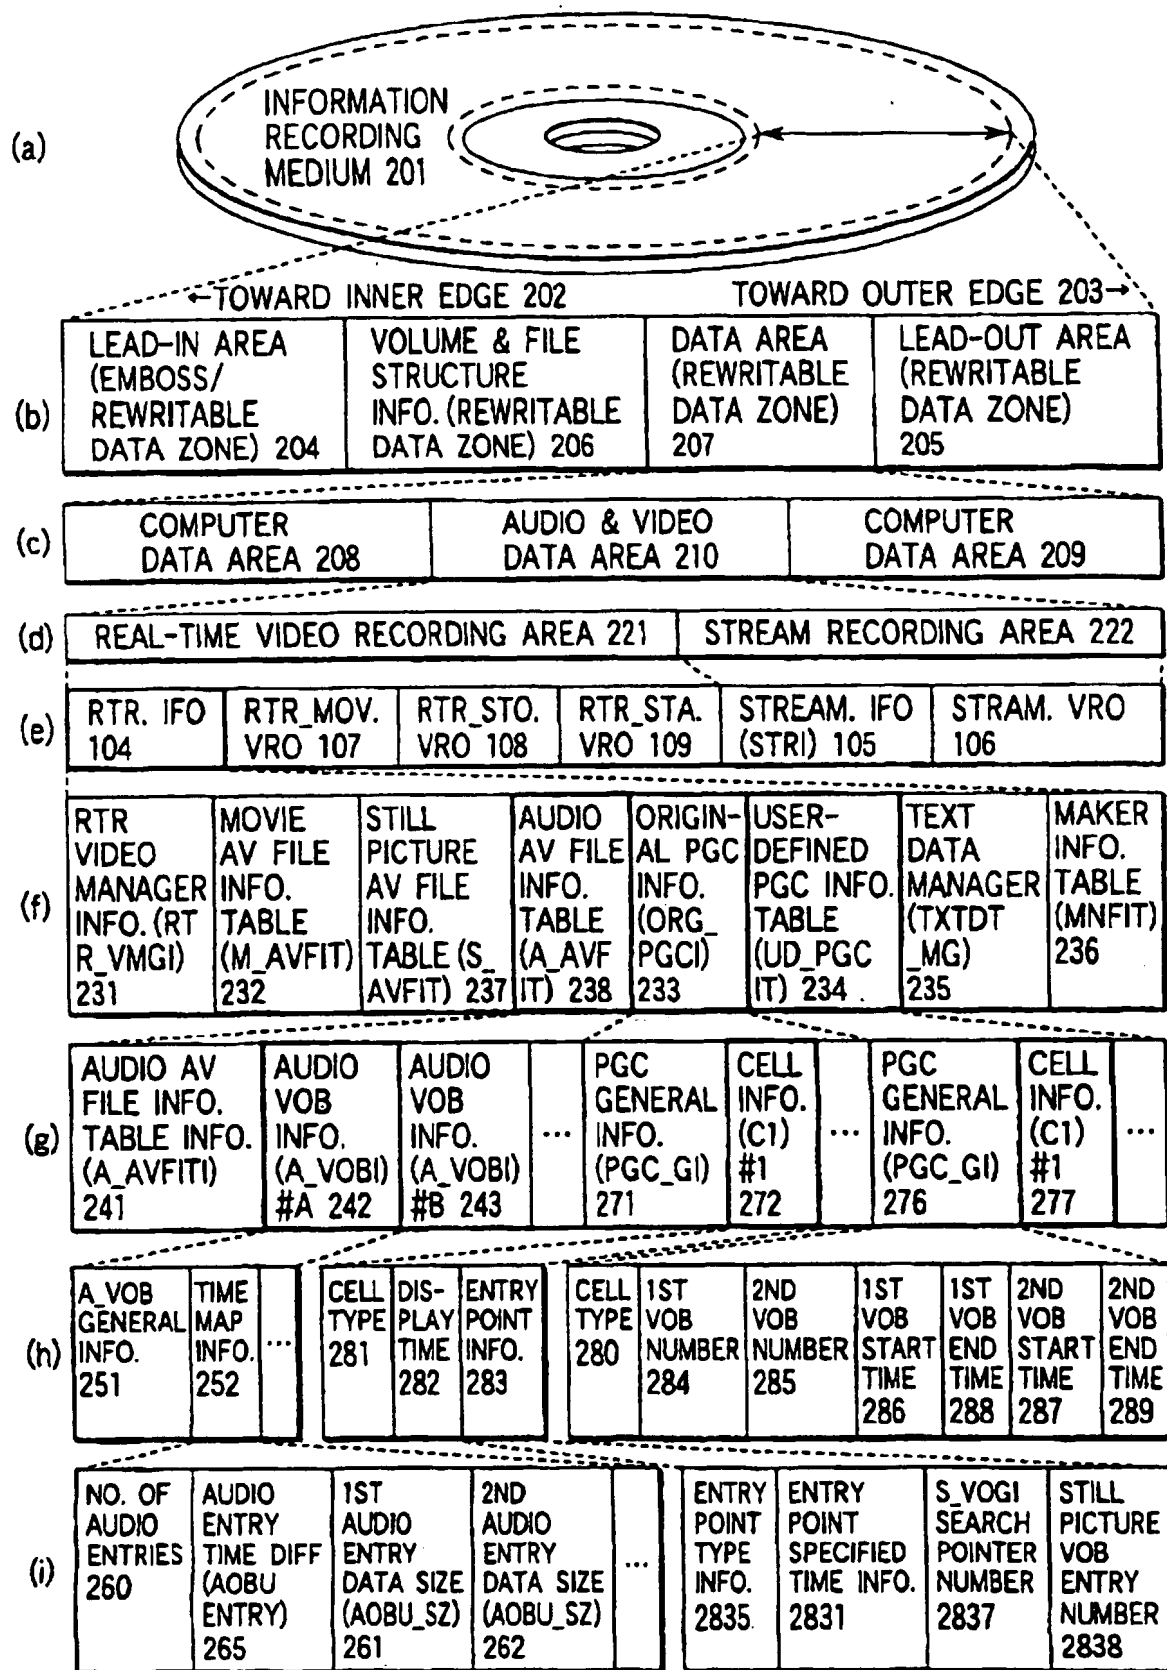 (a)
INFORMATION
RECORDING
MEDIUM 201
←TOWARD INNER EDGE 202
TOWARD OUTER EDGE 203→
(b)
LEAD-IN AREA
(EMBOSS/
REWRITABLE
DATA ZONE) 204
VOLUME & FILE
STRUCTURE
INFO. (REWRITABLE
DATA ZONE) 206
DATA AREA
(REWRITABLE
DATA ZONE)
207
LEAD-OUT AREA
(REWRITABLE
DATA ZONE)
205
(c)
COMPUTER
DATA AREA 208
AUDIO & VIDEO
DATA AREA 210
COMPUTER
DATA AREA 209
(d)
REAL-TIME VIDEO RECORDING AREA 221
STREAM RECORDING AREA 222
(e)
RTR. IFO
104
RTR_MOV.
VRO 107
RTR_STO.
VRO 108
RTR_STA.
VRO 109
STREAM. IFO
(STRI) 105
STRAM. VRO
106
(f)
RTR
VIDEO
MANAGER
INFO. (RT
R_VMGI)
231
MOVIE
AV FILE
INFO.
TABLE
(M_AVFIT)
232
STILL
PICTURE
AV FILE
INFO.
TABLE (S_
AVFIT) 237
AUDIO
AV FILE
INFO.
TABLE
(A_AVF
IT) 238
ORIGIN-
AL PGC
INFO.
(ORG_
PGCI)
233
USER-
DEFINED
PGC INFO.
TABLE
(UD_PGC
IT) 234
TEXT
DATA
MANAGER
(TXTDT
_MG)
235
MAKER
INFO.
TABLE
(MNFIT)
236
(g)
AUDIO AV
FILE INFO.
TABLE INFO.
(A_AVFITI)
241
AUDIO
VOB
INFO.
(A_VOBI)
#A 242
AUDIO
VOB
INFO.
(A_VOBI)
#B 243
...
PGC
GENERAL
INFO.
(PGC_GI)
271
CELL
INFO.
(C1)
#1
272
...
PGC
GENERAL
INFO.
(PGC_GI)
276
CELL
INFO.
(C1)
#1
277
...
(h)
A_VOB
GENERAL
INFO.
251
TIME
MAP
INFO.
252
...
CELL
TYPE
281
DIS-
PLAY
TIME
282
ENTRY
POINT
INFO.
283
CELL
TYPE
280
1ST
VOB
NUMBER
284
2ND
VOB
NUMBER
285
1ST
VOB
START
TIME
286
1ST
VOB
END
TIME
288
2ND
VOB
START
TIME
287
2ND
VOB
END
TIME
289
(i)
NO. OF
AUDIO
ENTRIES
260
AUDIO
ENTRY
TIME DIFF
(AOBU
ENTRY)
265
1ST
AUDIO
ENTRY
DATA SIZE
(AOBU_SZ)
261
2ND
AUDIO
ENTRY
DATA SIZE
(AOBU_SZ)
262
...
ENTRY
POINT
TYPE
INFO.
2835
ENTRY
POINT
SPECIFIED
TIME INFO.
2831
S_VOGI
SEARCH
POINTER
NUMBER
2837
STILL
PICTURE
VOB
ENTRY
NUMBER
2838